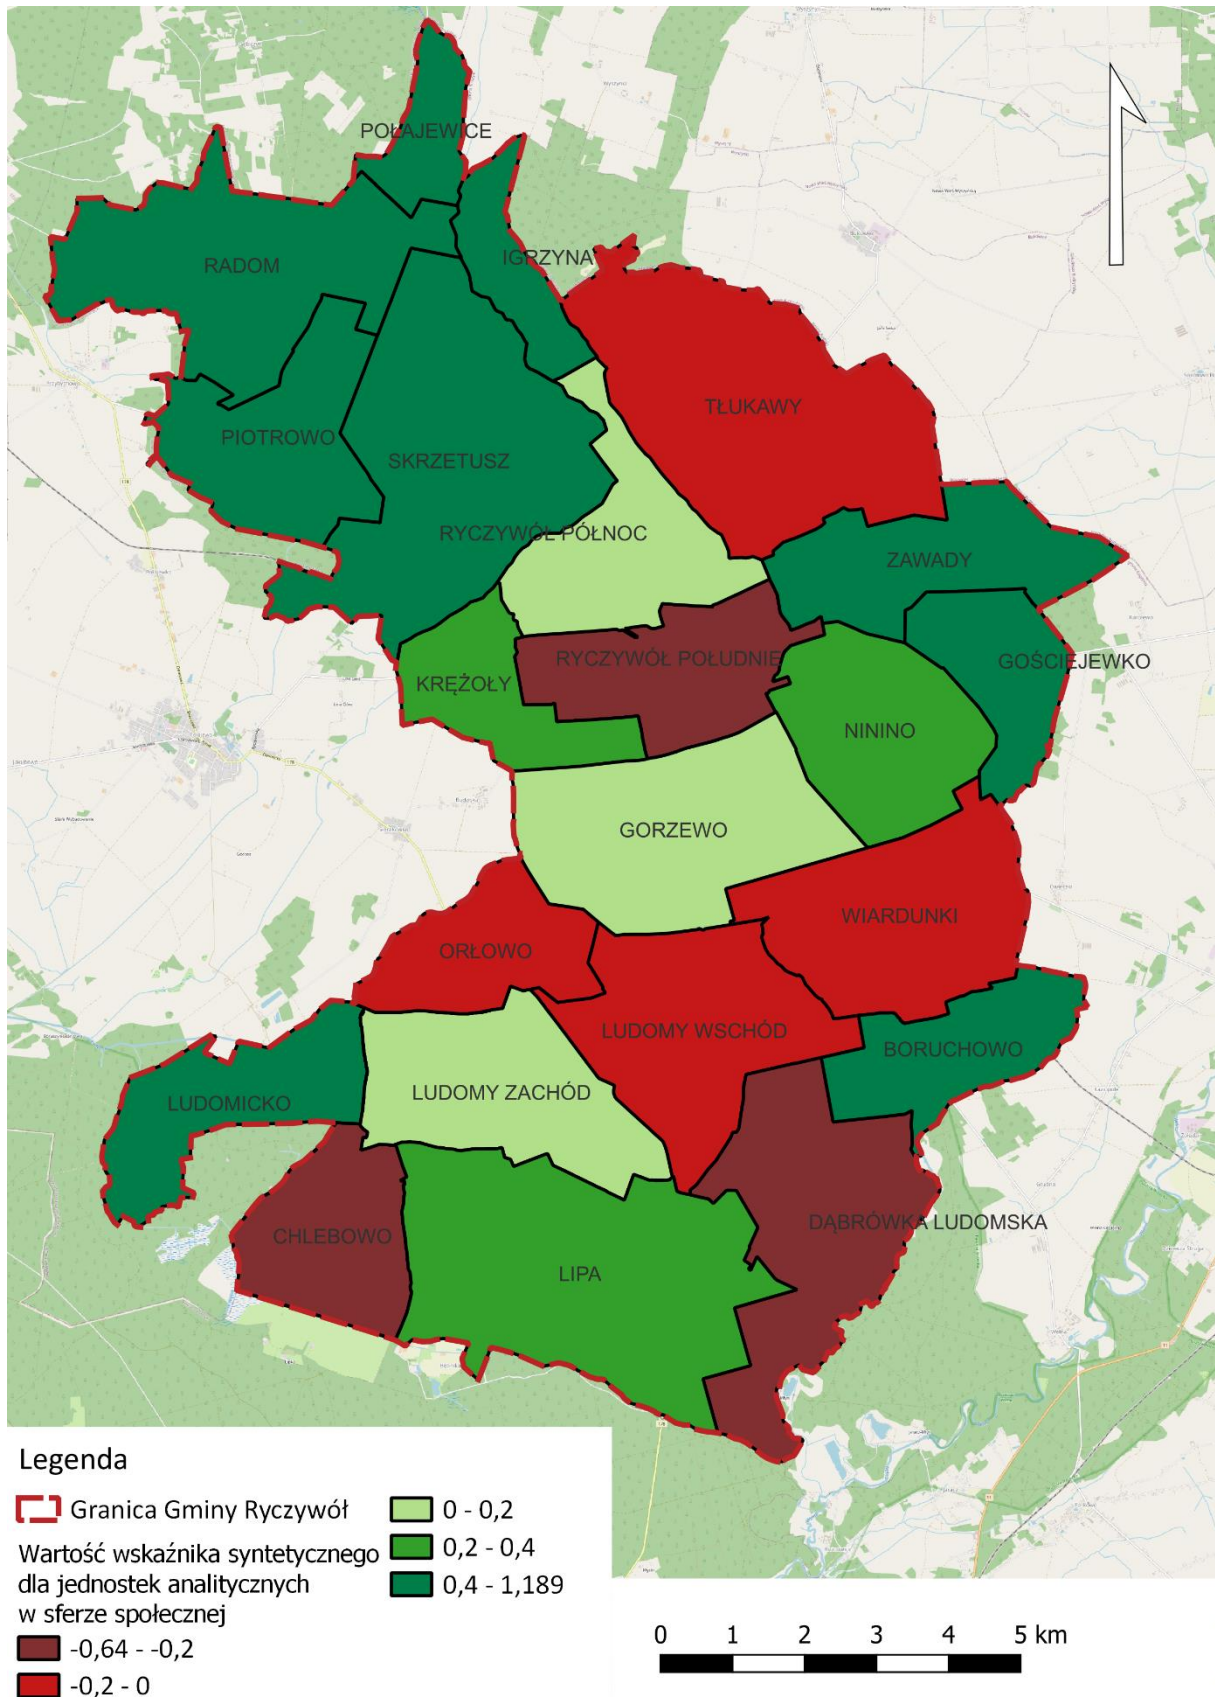 POŁAJEWICE
IGRZYNA
RADOM
TŁUKAWY
PIOTROWO
SKRZETUSZ
RYCZYWÓŁ PÓŁNOC
ZAWADY
RYCZYWÓŁ POŁUDNIE
GOŚCIEJEWKO
KRĘŻOŁY
NININO
GORZEWO
WIARDUNKI
ORŁOWO
LUDOMY WSCHÓD
BORUCHOWO
LUDOMY ZACHÓD
LUDOMICKO
DĄBRÓWKA LUDOMSKA
CHLEBOWO
LIPA
Legenda
Granica Gminy Ryczywół
Wartość wskaźnika syntetycznego
dla jednostek analitycznych
w sferze społecznej
-0,64 - -0,2
-0,2 - 0
0 - 0,2
0,2 - 0,4
0,4 - 1,189
0 1 2 3 4 5 km